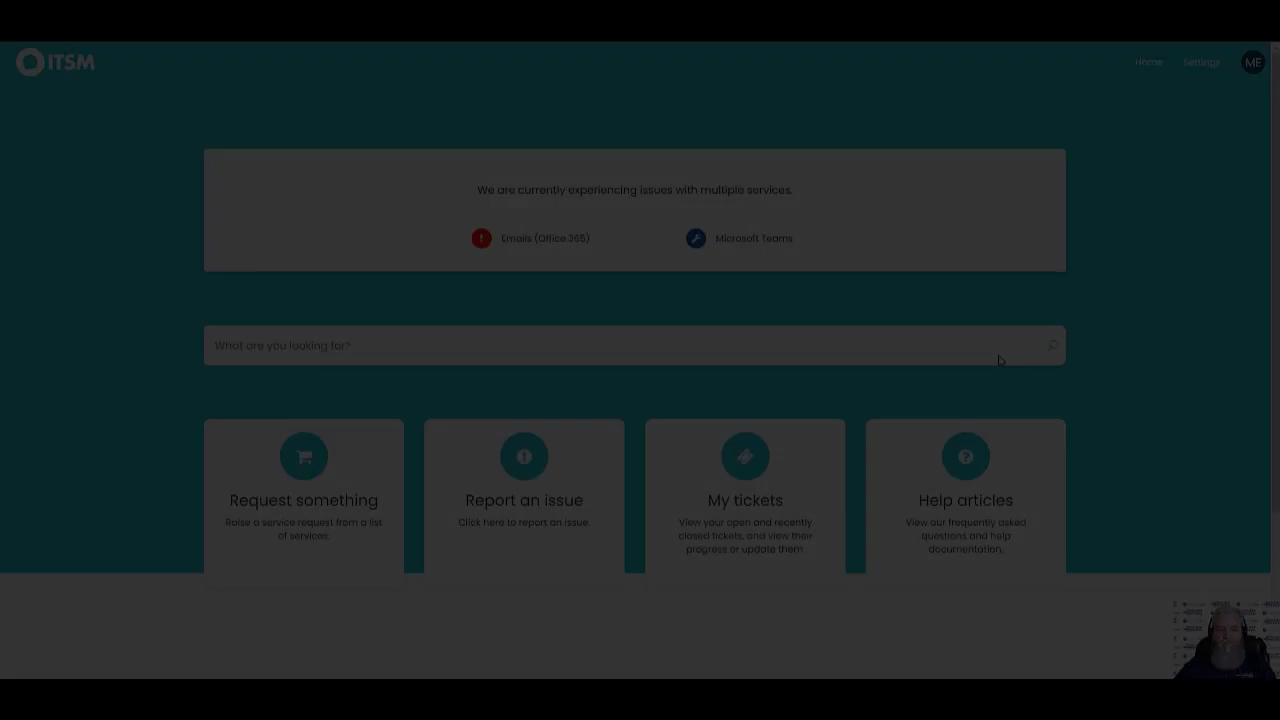 ITSM
Home
Settings
ME
We are currently experiencing issues with multiple services.
Emails (Office 365)
Microsoft Teams
What are you looking for?
Request something
Raise a service request from a list
of services.
Report an issue
Click here to report an issue.
My tickets
View your open and recently
closed tickets, and view their
progress or update them
Help articles
View our frequently asked
questions and help
documentation.